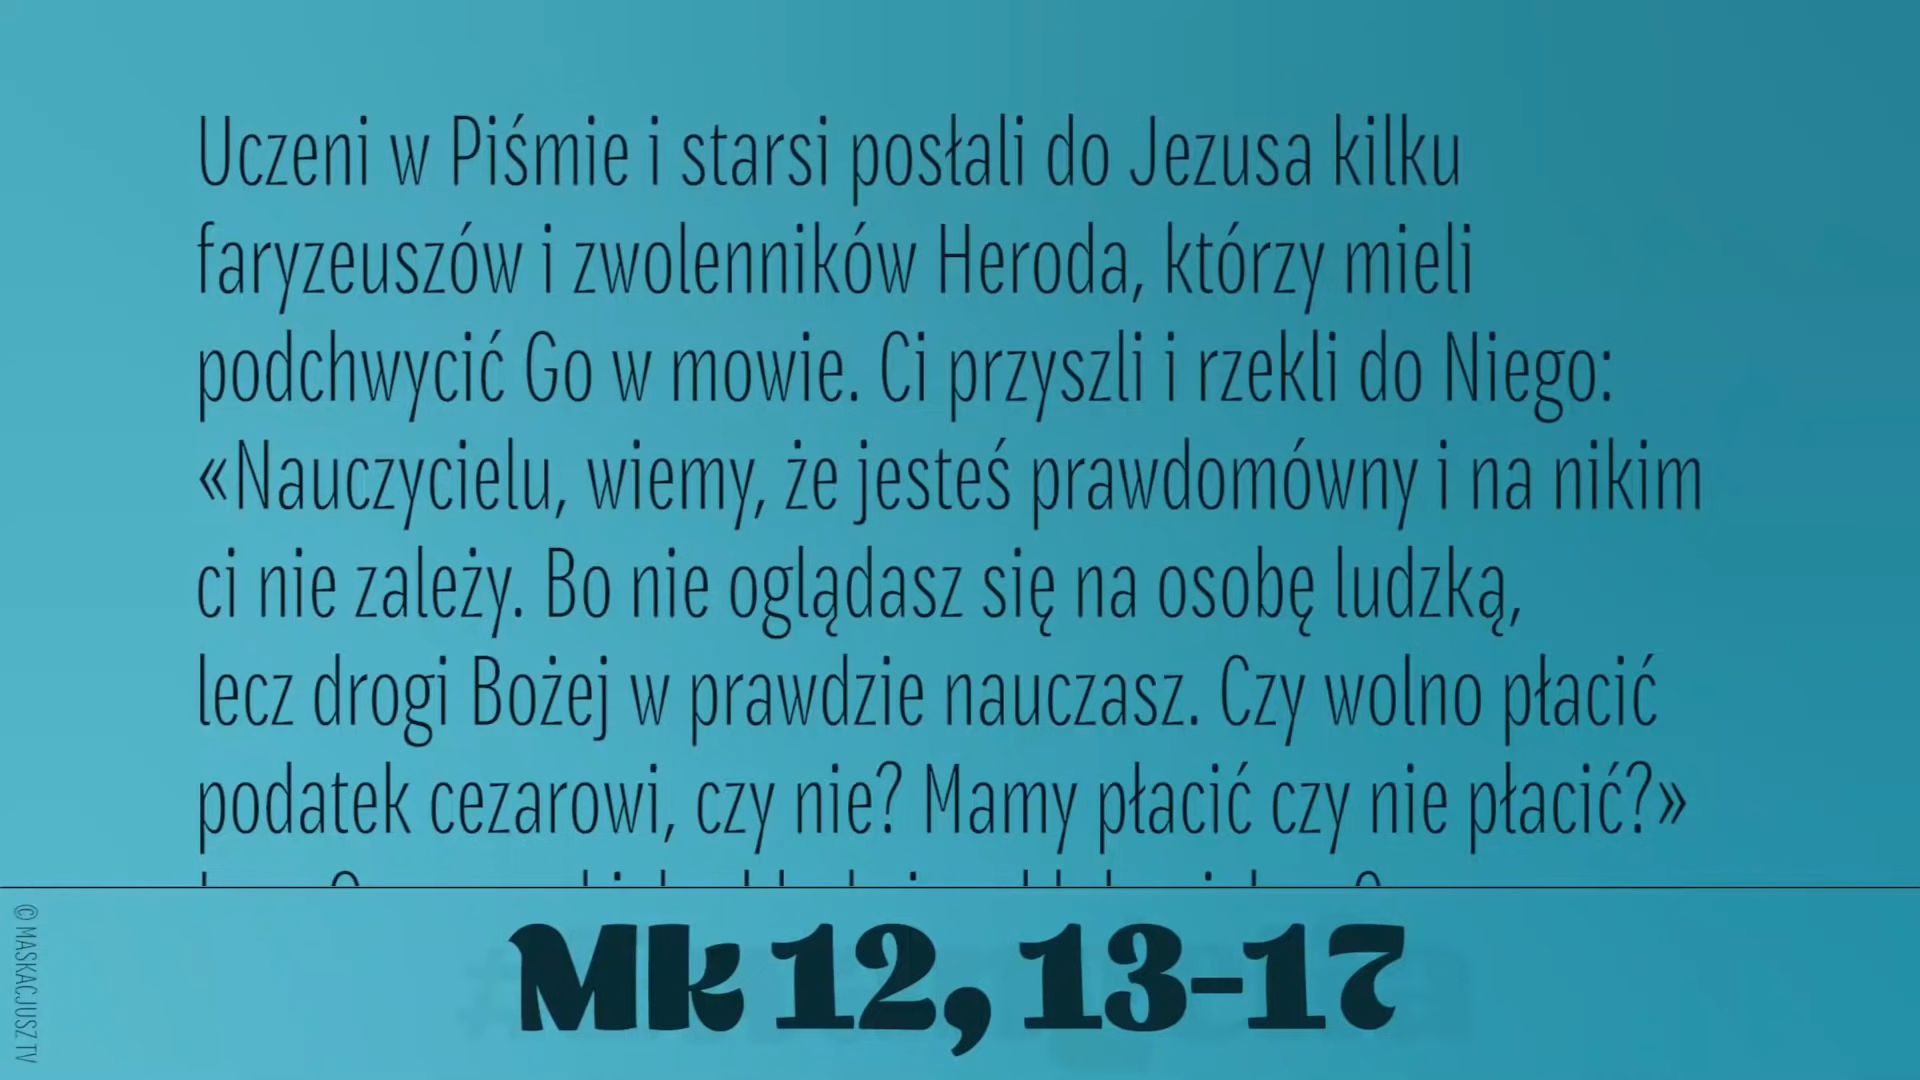 Uczeni w Piśmie i starsi posłali do Jezusa kilku
faryzeuszów i zwolenników Heroda, którzy mieli
podchwycić Go w mowie. Ci przyszli i rzekli do Niego:
«Nauczycielu, wiemy, że jesteś prawdomówny i na nikim
ci nie zależy. Bo nie oglądasz się na osobę ludzką,
lecz drogi Bożej w prawdzie nauczasz. Czy wolno płacić
podatek cezarowi, czy nie? Mamy płacić czy nie płacić?»
Mk 12, 13-17
© MASKACJUSZ TV